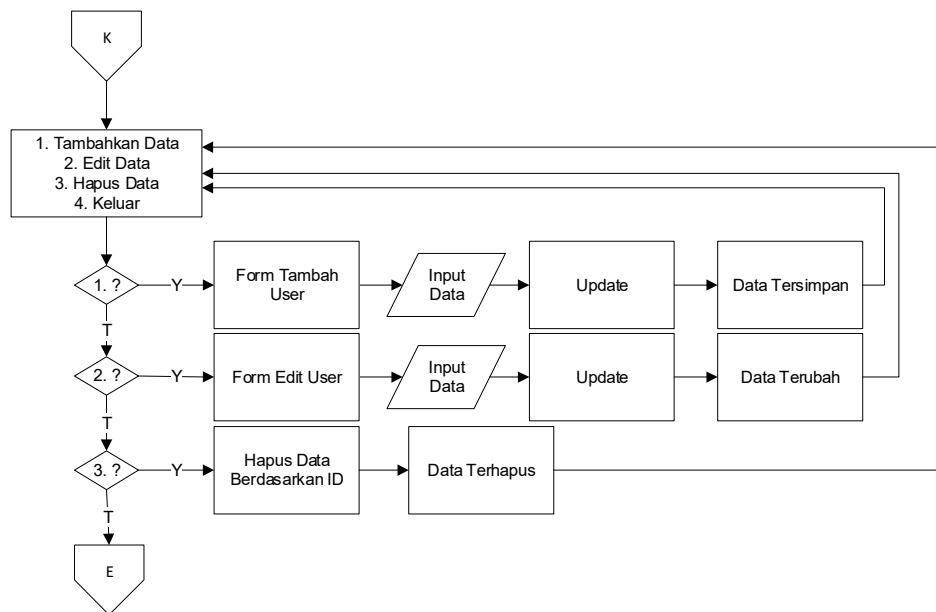 K
1. Tambahkan Data
2. Edit Data
3. Hapus Data
4. Keluar
1. ?
Y
Form Tambah
User
Input
Data
Update
Data Tersimpan
T
2. ?
Y
Form Edit User
Input
Data
Update
Data Terubah
T
3. ?
Y
Hapus Data
Berdasarkan ID
Data Terhapus
T
E